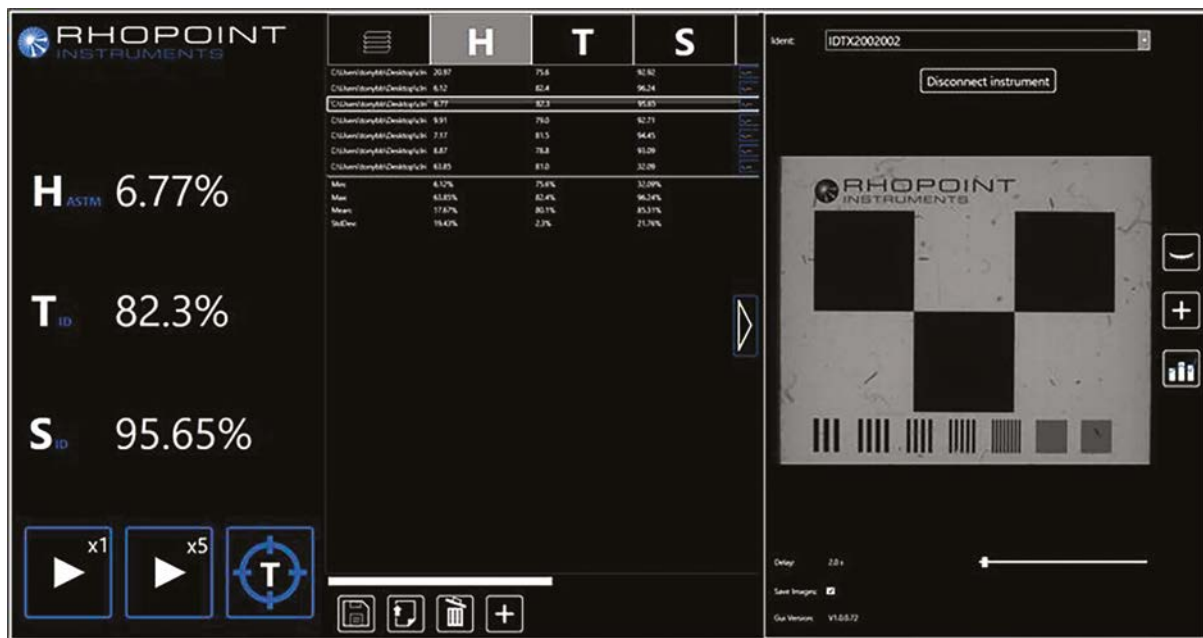 RHOPOINT
INSTRUMENTS
H ASTM 6.77%
T ID 82.3%
S ID 95.65%
x1
x5
T
H T S
20.97 75.6 92.92
6.12 82.4 96.24
6.77 82.3 95.65
9.91 79.0 92.71
7.17 81.5 94.45
8.87 78.8 93.09
63.85 81.0 32.09
Min: 6.12% 75.6% 32.09%
Max: 63.85% 82.4% 96.24%
Mean: 17.67% 80.1% 85.31%
StdDev: 19.43% 2.3% 21.76%
Ident: IDTX2002002
Disconnect instrument
RHOPOINT
INSTRUMENTS
Delay: 2.0 s
Save Images:
Gui Version: V1.0.0.72